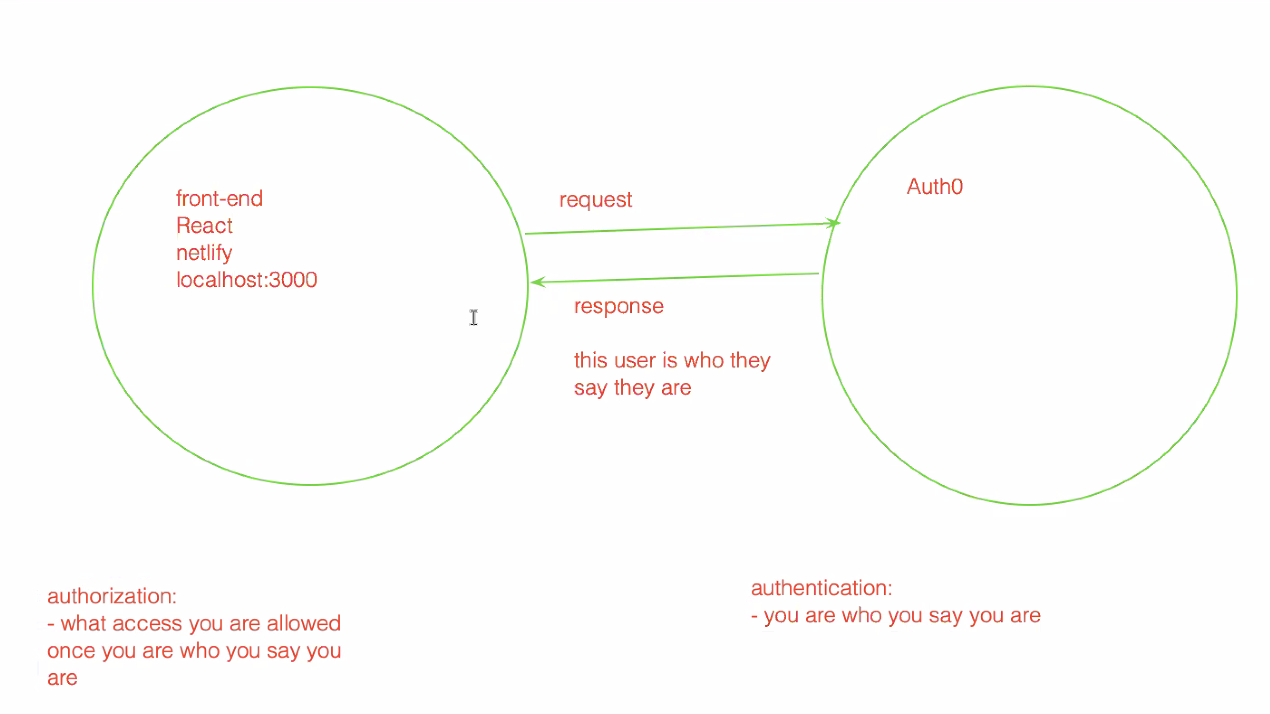 front-end
React
netlify
localhost:3000
request
response
this user is who they
say they are
Auth0
authorization:
- what access you are allowed
once you are who you say you
are
authentication:
- you are who you say you are